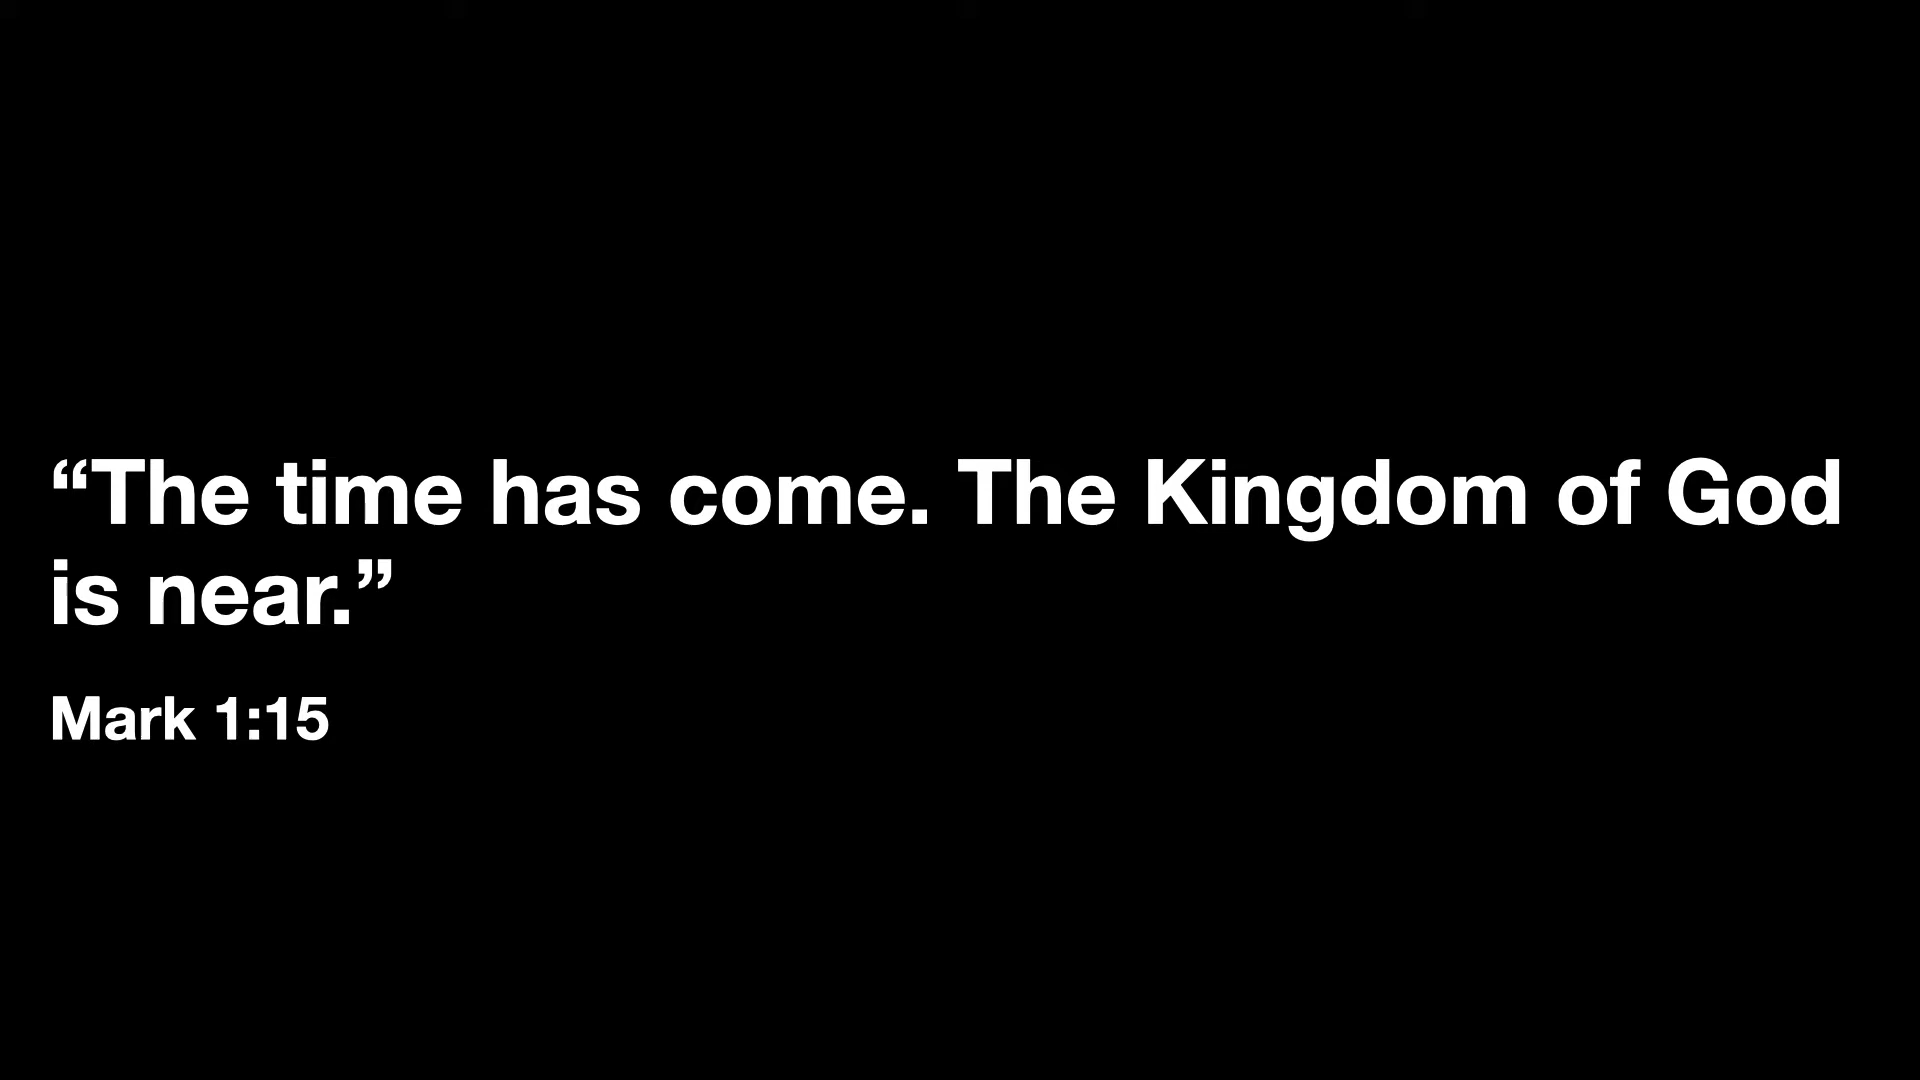 “The time has come. The Kingdom of God
is near.”
Mark 1:15